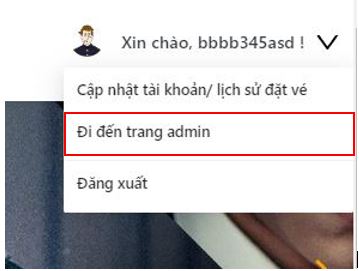 Xin chào, bbbb345asd !
Cập nhật tài khoản/ lịch sử đặt vé
Đi đến trang admin
Đăng xuất